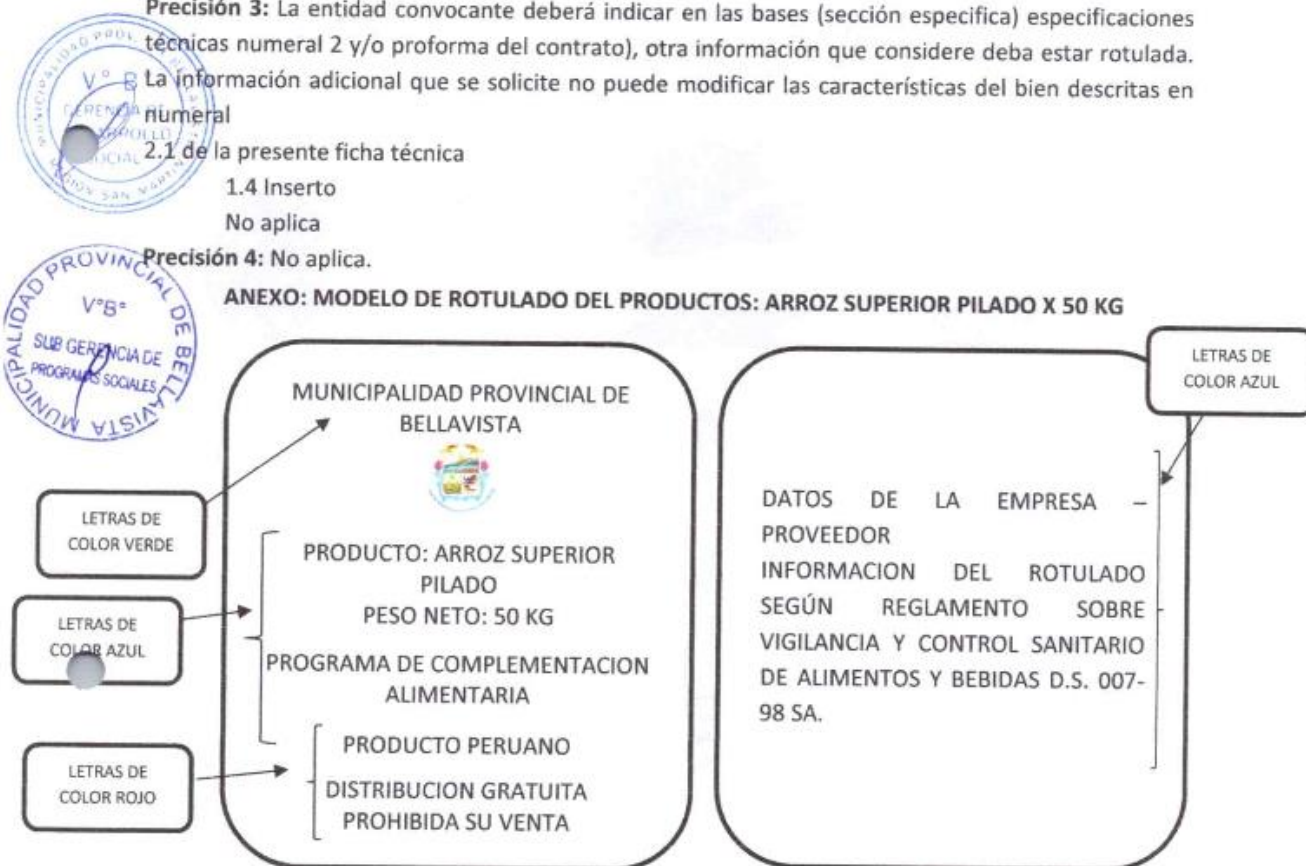 Precisión 3: La entidad convocante deberá indicar en las bases (sección especifica) especificaciones
técnicas numeral 2 y/o proforma del contrato), otra información que considere deba estar rotulada.
La información adicional que se solicite no puede modificar las características del bien descritas en
numeral
2.1 de la presente ficha técnica
1.4 Inserto
No aplica
Precisión 4: No aplica.
V°B°
GERENCIA DE
SOCIAL
REGION SAN MARTIN
MUNICIPALIDAD PROVINCIAL DE BELLAVISTA
V°B°
SUB GERENCIA DE
PROGRAMAS SOCIALES
ANEXO: MODELO DE ROTULADO DEL PRODUCTOS: ARROZ SUPERIOR PILADO X 50 KG
MUNICIPALIDAD PROVINCIAL DE
BELLAVISTA
LETRAS DE
COLOR VERDE
PRODUCTO: ARROZ SUPERIOR
PILADO
PESO NETO: 50 KG
PROGRAMA DE COMPLEMENTACION
ALIMENTARIA
LETRAS DE
COLOR AZUL
PRODUCTO PERUANO
DISTRIBUCION GRATUITA
PROHIBIDA SU VENTA
LETRAS DE
COLOR ROJO
LETRAS DE
COLOR AZUL
DATOS DE LA EMPRESA –
PROVEEDOR
INFORMACION DEL ROTULADO
SEGÚN REGLAMENTO SOBRE
VIGILANCIA Y CONTROL SANITARIO
DE ALIMENTOS Y BEBIDAS D.S. 007-
98 SA.